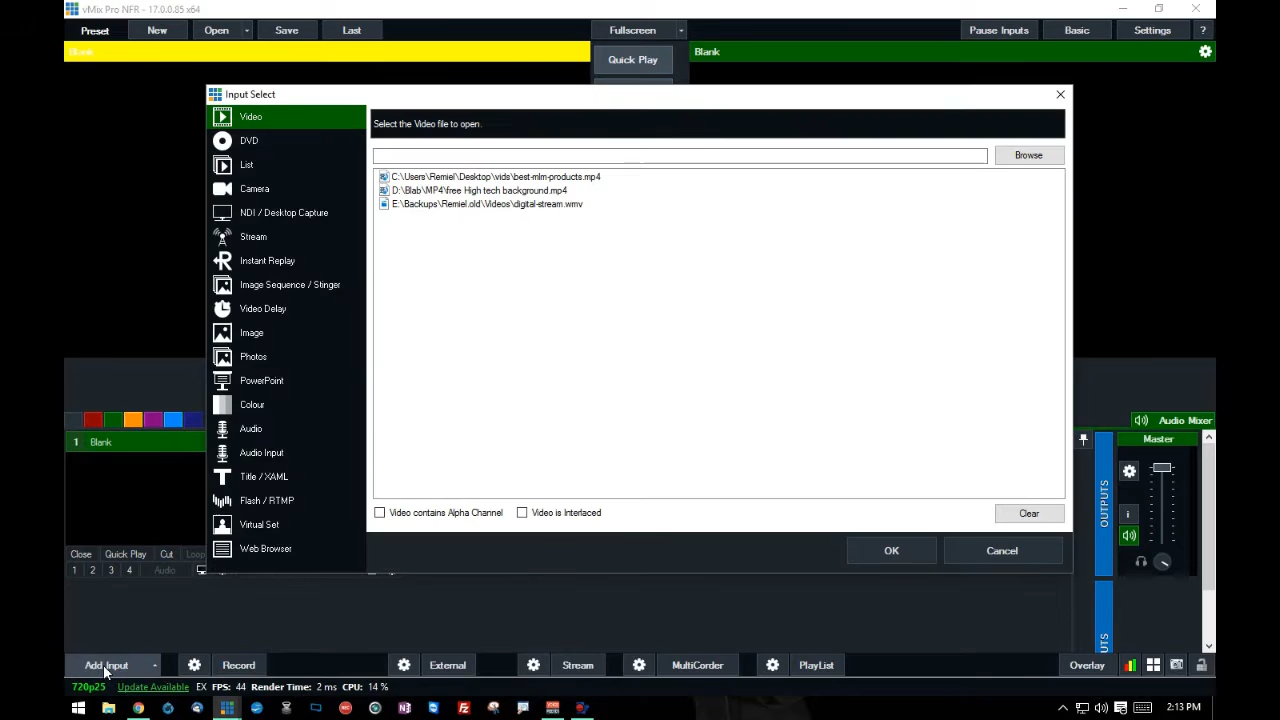 vMix Pro NFR - 17.0.0.85 x64
Preset New Open Save Last Fullscreen Pause Inputs Basic Settings ?
Blank Quick Play Blank
Input Select
Video
DVD
List
Camera
NDI / Desktop Capture
Stream
Instant Replay
Image Sequence / Stinger
Video Delay
Image
Photos
PowerPoint
Colour
Audio
Audio Input
Title / XAML
Flash / RTMP
Virtual Set
Web Browser
Select the Video file to open.
Browse
C:\Users\Remiel\Desktop\vids\best-mlm-products.mp4
D:\Blab\MP4\free High tech background.mp4
E:\Backups\Remiel.old\Videos\digital-stream.wmv
Video contains Alpha Channel Video is Interlaced Clear
OK Cancel
1 Blank
Close Quick Play Cut Loop
1 2 3 4 Audio
Audio Mixer
Master
OUTPUTS
Add Input Record External Stream MultiCorder PlayList Overlay
720p25 Update Available EX FPS: 44 Render Time: 2 ms CPU: 14 %
2:13 PM